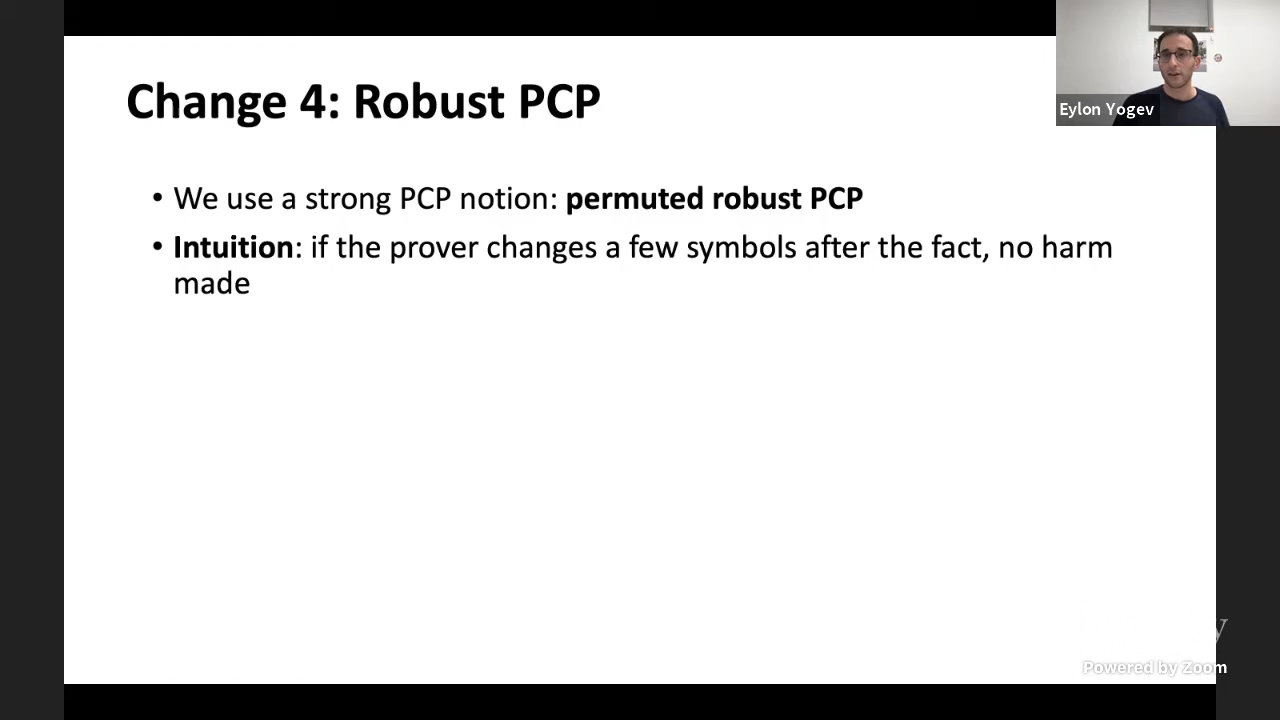 Change 4: Robust PCP
Eylon Yogev
• We use a strong PCP notion: permuted robust PCP
• Intuition: if the prover changes a few symbols after the fact, no harm
made
y
Powered by Zoom